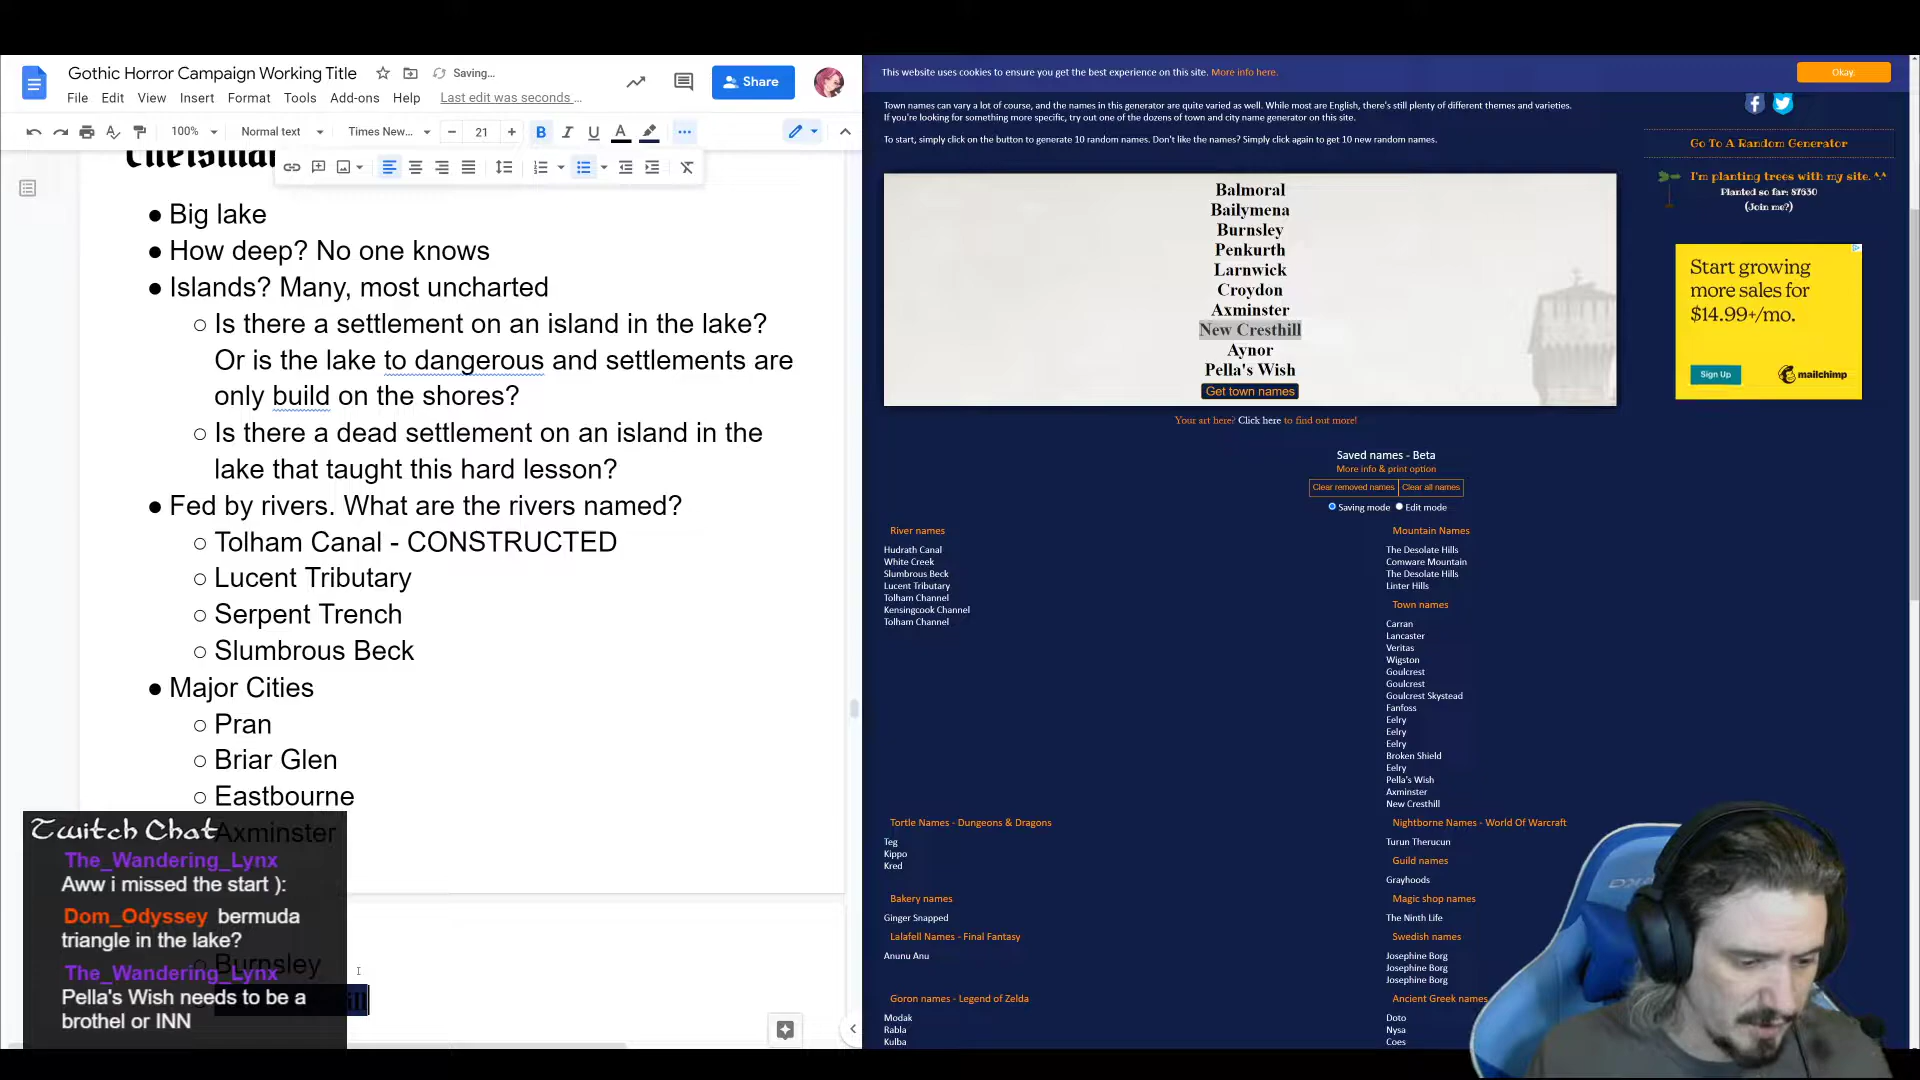 Gothic Horror Campaign Working Title
Saving...
Share
File Edit View Insert Format Tools Add-ons Help Last edit was seconds ...
100% Normal text Times New... 21 B I U A
Big lake
How deep? No one knows
Islands? Many, most uncharted
Is there a settlement on an island in the lake?
Or is the lake to dangerous and settlements are
only build on the shores?
Is there a dead settlement on an island in the
lake that taught this hard lesson?
Fed by rivers. What are the rivers named?
Tolham Canal - CONSTRUCTED
Lucent Tributary
Serpent Trench
Slumbrous Beck
Major Cities
Pran
Briar Glen
Eastbourne
Axminster
Burnsley
Twitch Chat
The_Wandering_Lynx
Aww i missed the start ):
Dom_Odyssey bermuda
triangle in the lake?
The_Wandering_Lynx
Pella's Wish needs to be a
brothel or INN
This website uses cookies to ensure you get the best experience on this site. More info here.
Okay.
Town names can vary a lot of course, and the names in this generator are quite varied as well. While most are English, there's still plenty of different themes and varieties.
If you're looking for something more specific, try out one of the dozens of town and city name generator on this site.
To start, simply click on the button to generate 10 random names. Don't like the names? Simply click again to get 10 new random names.
Balmoral
Bailymena
Burnsley
Penkurth
Larnwick
Croydon
Axminster
New Cresthill
Aynor
Pella's Wish
Get town names
Your art here? Click here to find out more!
Saved names - Beta
More info & print option
Clear removed names Clear all names
Saving mode Edit mode
River names
Hudrath Canal
White Creek
Slumbrous Beck
Lucent Tributary
Tolham Channel
Kensingcook Channel
Tolham Channel
Mountain Names
The Desolate Hills
Comware Mountain
The Desolate Hills
Linter Hills
Town names
Carran
Lancaster
Veritas
Wigston
Goulcrest
Goulcrest
Goulcrest Skystead
Fanfoss
Eelry
Eelry
Eelry
Broken Shield
Eelry
Pella's Wish
Axminster
New Cresthill
Tortle Names - Dungeons & Dragons
Teg
Kippo
Kred
Nightborne Names - World Of Warcraft
Turun Therucun
Guild names
Grayhoods
Bakery names
Ginger Snapped
Magic shop names
The Ninth Life
Lalafell Names - Final Fantasy
Anunu Anu
Swedish names
Josephine Borg
Josephine Borg
Josephine Borg
Goron names - Legend of Zelda
Modak
Rabla
Kulba
Ancient Greek names
Doto
Nysa
Coes
Go To A Random Generator
I'm planting trees with my site. ^.^
Planted so far: 87630
(Join me?)
Start growing
more sales for
$14.99+/mo.
Sign Up
mailchimp